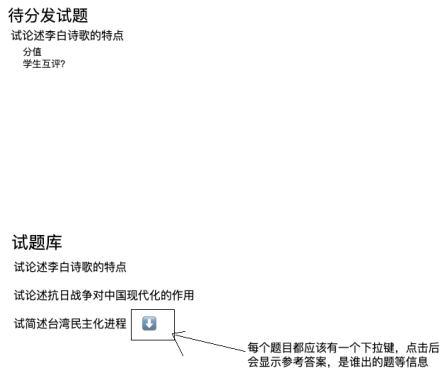 待分发试题
试论述李白诗歌的特点
分值
学生互评?
试题库
试论述李白诗歌的特点
试论述抗日战争对中国现代化的作用
试简述台湾民主化进程
每个题目都应该有一个下拉键，点击后
会显示参考答案，是谁出的题等信息